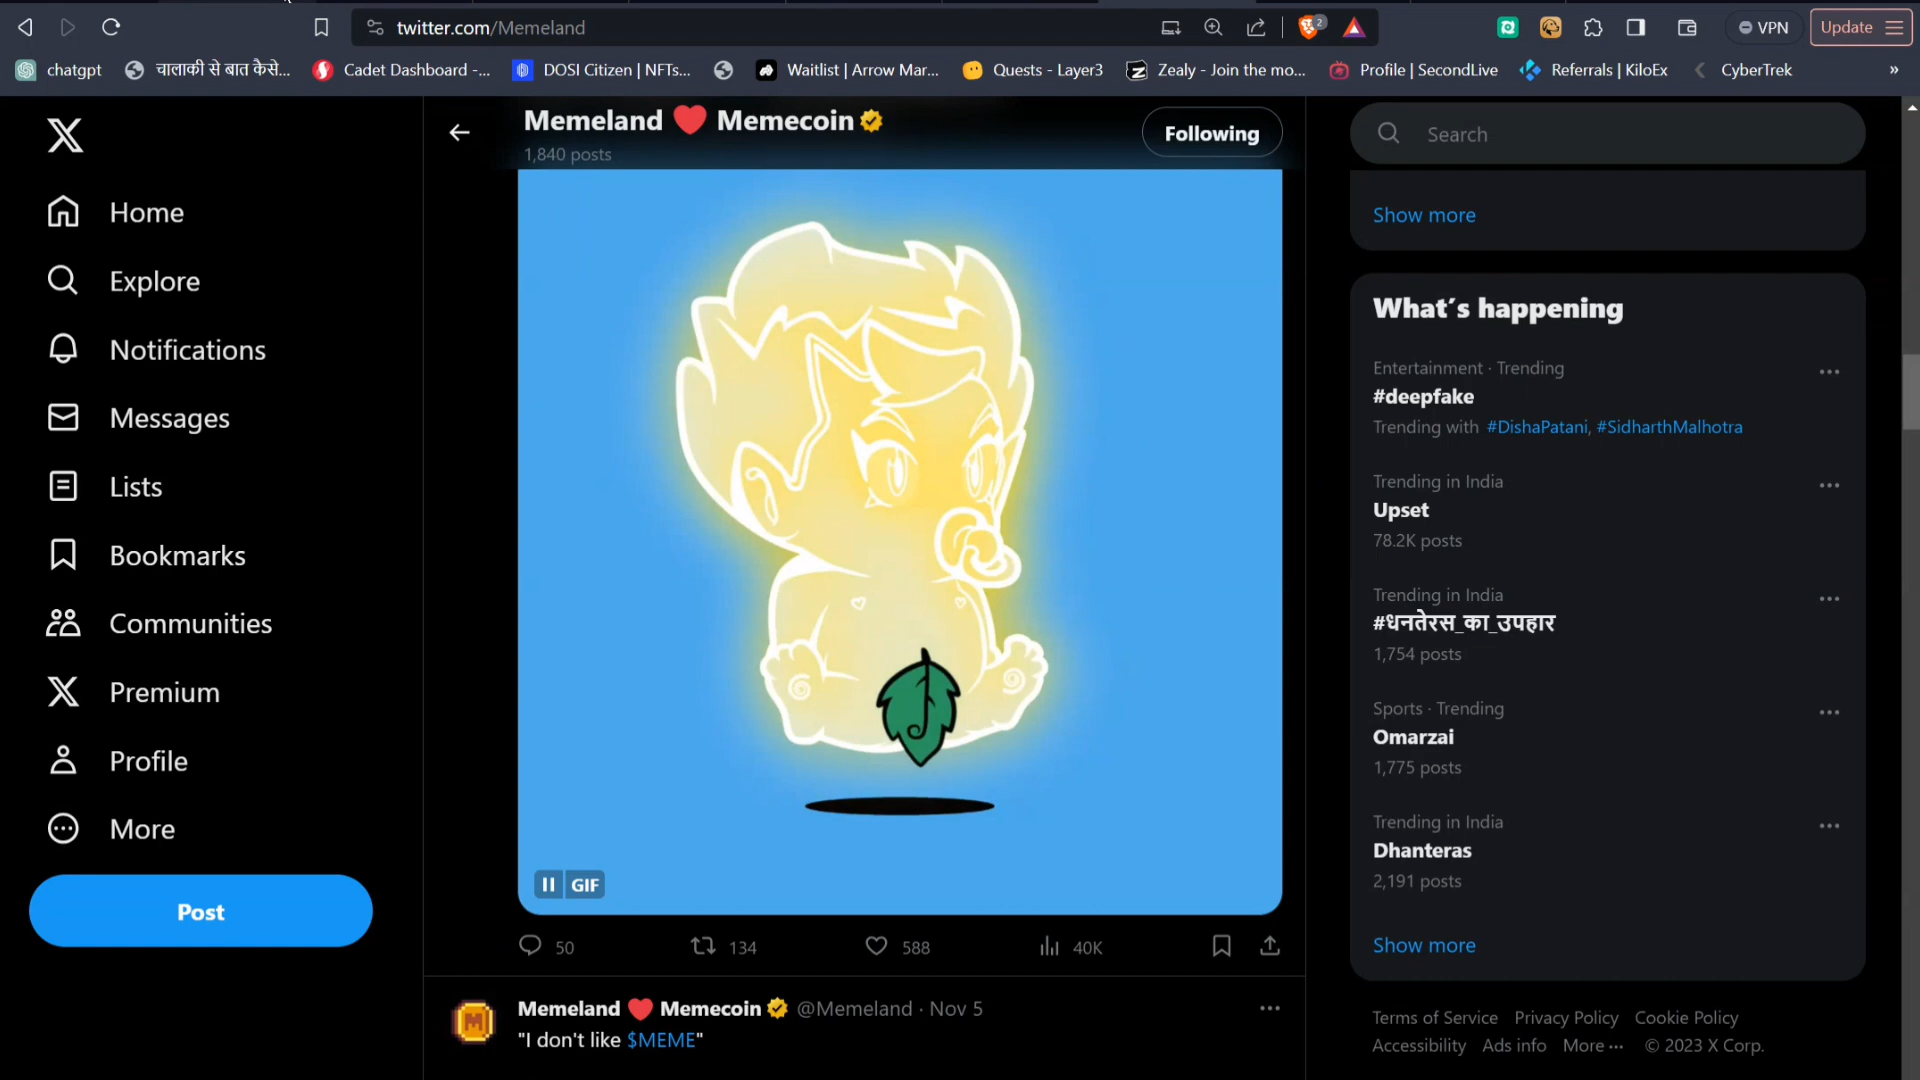 twitter.com/Memeland
2
VPN
Update
chatgpt
चालाकी से बात कैसे...
Cadet Dashboard -...
DOSI Citizen | NFTs...
Waitlist | Arrow Mar...
Quests - Layer3
Zealy - Join the mo...
Profile | SecondLive
Referrals | KiloEx
CyberTrek
»
Home
Explore
Notifications
Messages
Lists
Bookmarks
Communities
Premium
Profile
More
Post
Memeland ❤️ Memecoin
1,840 posts
Following
GIF
50
134
588
40K
Memeland ❤️ Memecoin @Memeland · Nov 5
"I don't like $MEME"
Search
Show more
What's happening
Entertainment · Trending
#deepfake
Trending with #DishaPatani, #SidharthMalhotra
Trending in India
Upset
78.2K posts
Trending in India
#धनतेरस_का_उपहार
1,754 posts
Sports · Trending
Omarzai
1,775 posts
Trending in India
Dhanteras
2,191 posts
Show more
Terms of Service Privacy Policy Cookie Policy
Accessibility Ads info More ··· © 2023 X Corp.